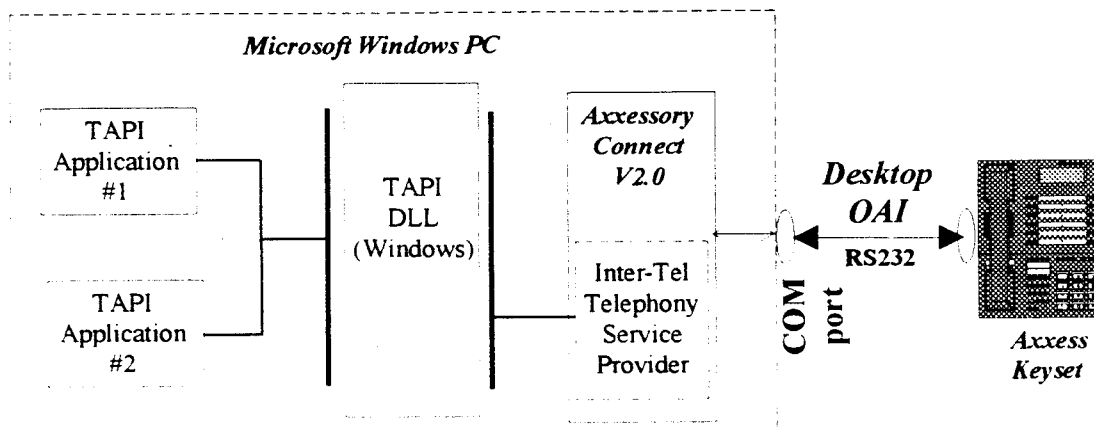 Microsoft Windows PC
TAPI
Application
#1
TAPI
Application
#2
TAPI
DLL
(Windows)
Axxessory
Connect
V2.0
Inter-Tel
Telephony
Service
Provider
COM
port
Desktop
OAI
RS232
Axxess
Keyset